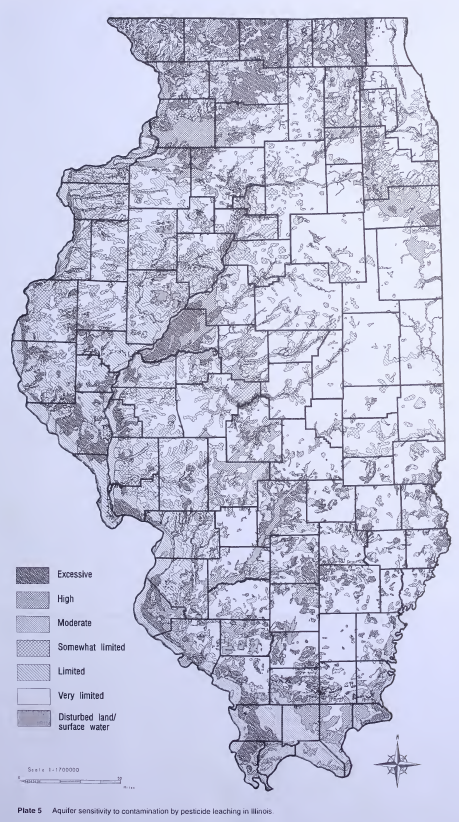 Excessive
High
Moderate
Somewhat limited
Limited
Very limited
Disturbed land/
surface water
Scale 1:1700000
N
Plate 5 Aquifer sensitivity to contamination by pesticide leaching in Illinois.